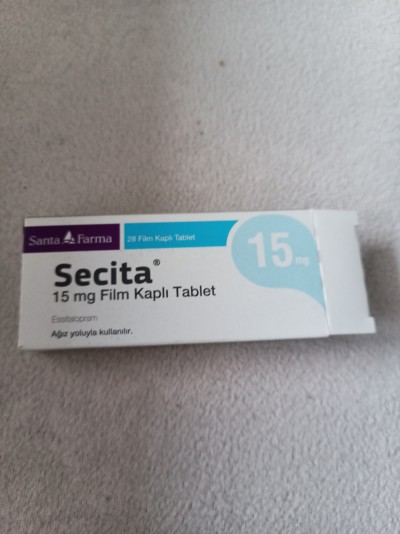 Santa Farma
28 Film Kaplı Tablet
15 mg
Secita®
15 mg Film Kaplı Tablet
Essitalopram
Ağız yoluyla kullanılır.